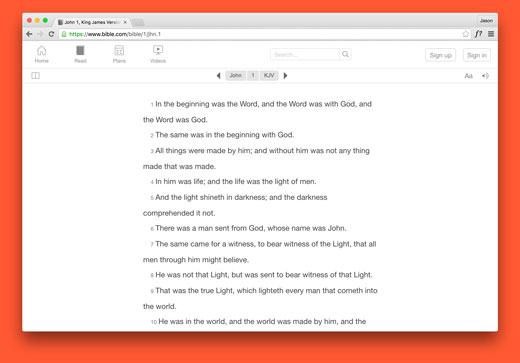 John 1, King James Versio
Jason
https://www.bible.com/bible/1/jhn.1
f?
Home
Read
Plans
Videos
Search...
Sign up
Sign in
John
1
KJV
Aa
1 In the beginning was the Word, and the Word was with God, and
the Word was God.
2 The same was in the beginning with God.
3 All things were made by him; and without him was not any thing
made that was made.
4 In him was life; and the life was the light of men.
5 And the light shineth in darkness; and the darkness
comprehended it not.
6 There was a man sent from God, whose name was John.
7 The same came for a witness, to bear witness of the Light, that all
men through him might believe.
8 He was not that Light, but was sent to bear witness of that Light.
9 That was the true Light, which lighteth every man that cometh into
the world.
10 He was in the world, and the world was made by him, and the